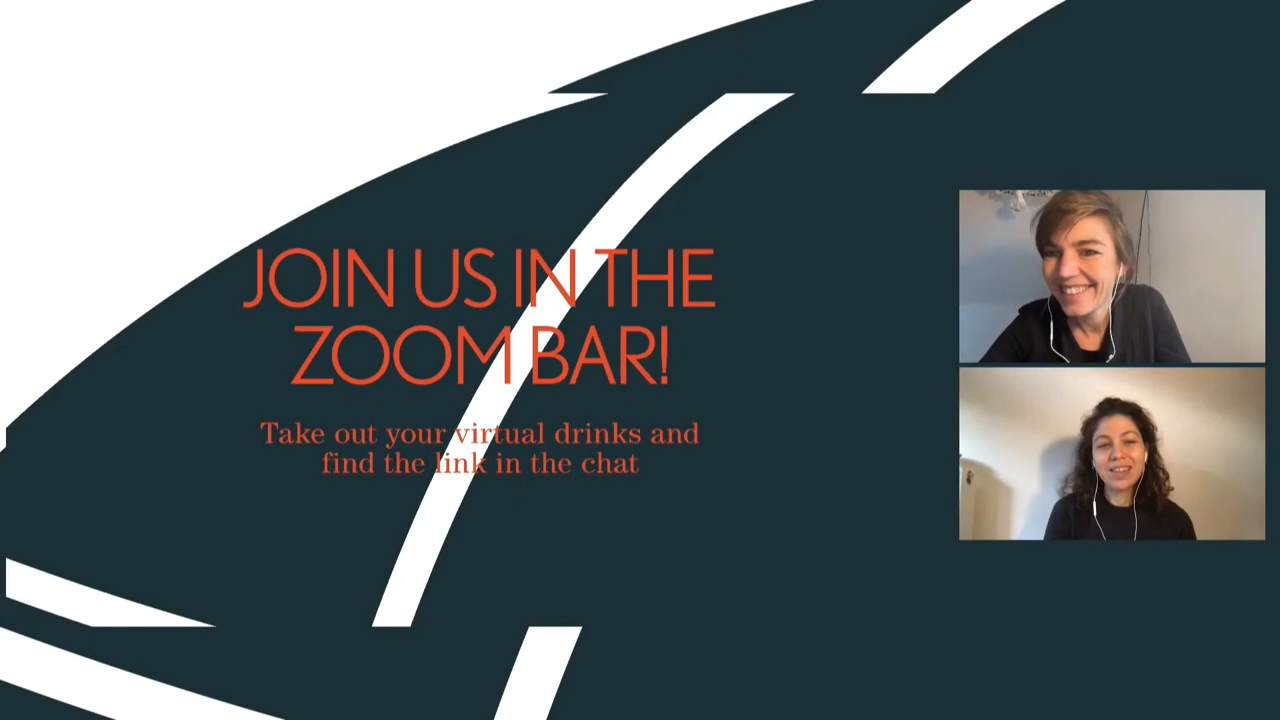 JOIN US IN THE
ZOOM BAR!
Take out your virtual drinks and
find the link in the chat